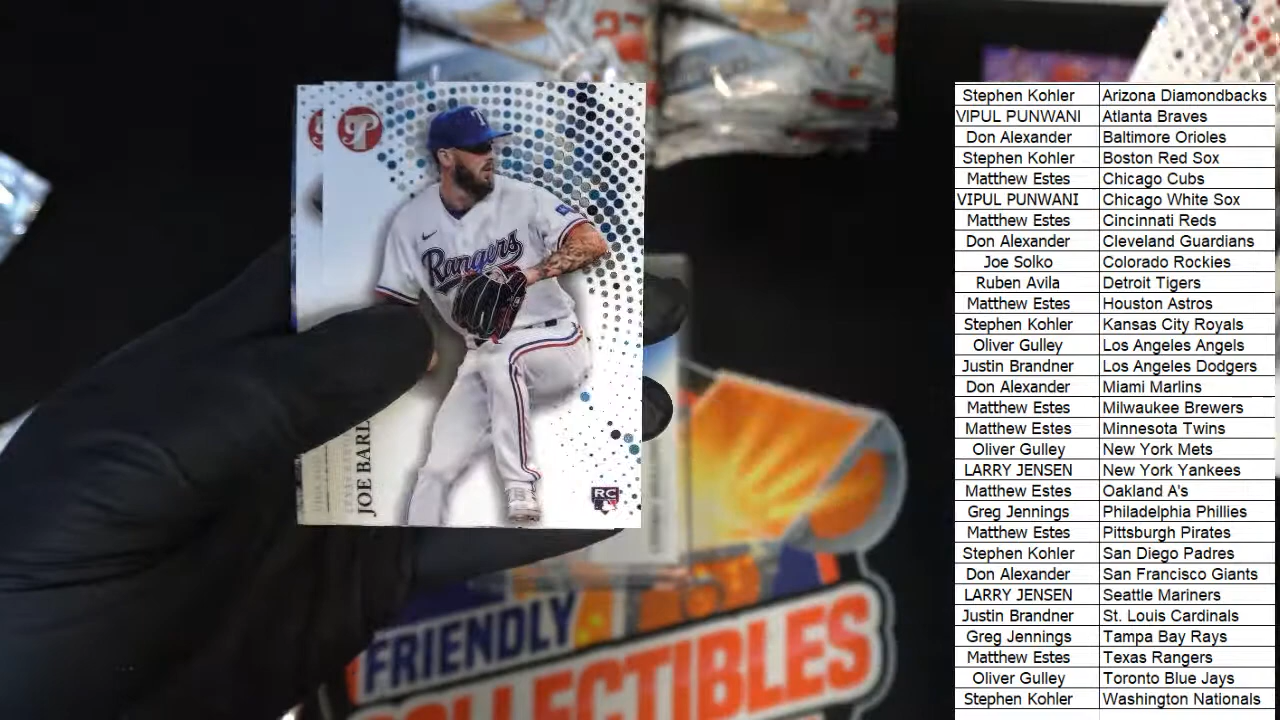 Rangers
T
JOE BARL
RC
FRIENDLY
COLLECTIBLES
Stephen Kohler Arizona Diamondbacks
VIPUL PUNWANI Atlanta Braves
Don Alexander Baltimore Orioles
Stephen Kohler Boston Red Sox
Matthew Estes Chicago Cubs
VIPUL PUNWANI Chicago White Sox
Matthew Estes Cincinnati Reds
Don Alexander Cleveland Guardians
Joe Solko Colorado Rockies
Ruben Avila Detroit Tigers
Matthew Estes Houston Astros
Stephen Kohler Kansas City Royals
Oliver Gulley Los Angeles Angels
Justin Brandner Los Angeles Dodgers
Don Alexander Miami Marlins
Matthew Estes Milwaukee Brewers
Matthew Estes Minnesota Twins
Oliver Gulley New York Mets
LARRY JENSEN New York Yankees
Matthew Estes Oakland A's
Greg Jennings Philadelphia Phillies
Matthew Estes Pittsburgh Pirates
Stephen Kohler San Diego Padres
Don Alexander San Francisco Giants
LARRY JENSEN Seattle Mariners
Justin Brandner St. Louis Cardinals
Greg Jennings Tampa Bay Rays
Matthew Estes Texas Rangers
Oliver Gulley Toronto Blue Jays
Stephen Kohler Washington Nationals